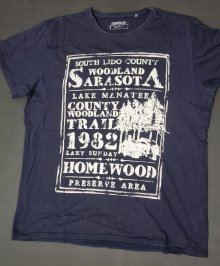 SOUTH LIDO COUNTY
WOODLAND
SARASOTA
LAKE MANATEE
COUNTY
WOODLAND
TRAIL
1982
LAZY SUNDAY
HOMEWOOD
PRESERVE AREA